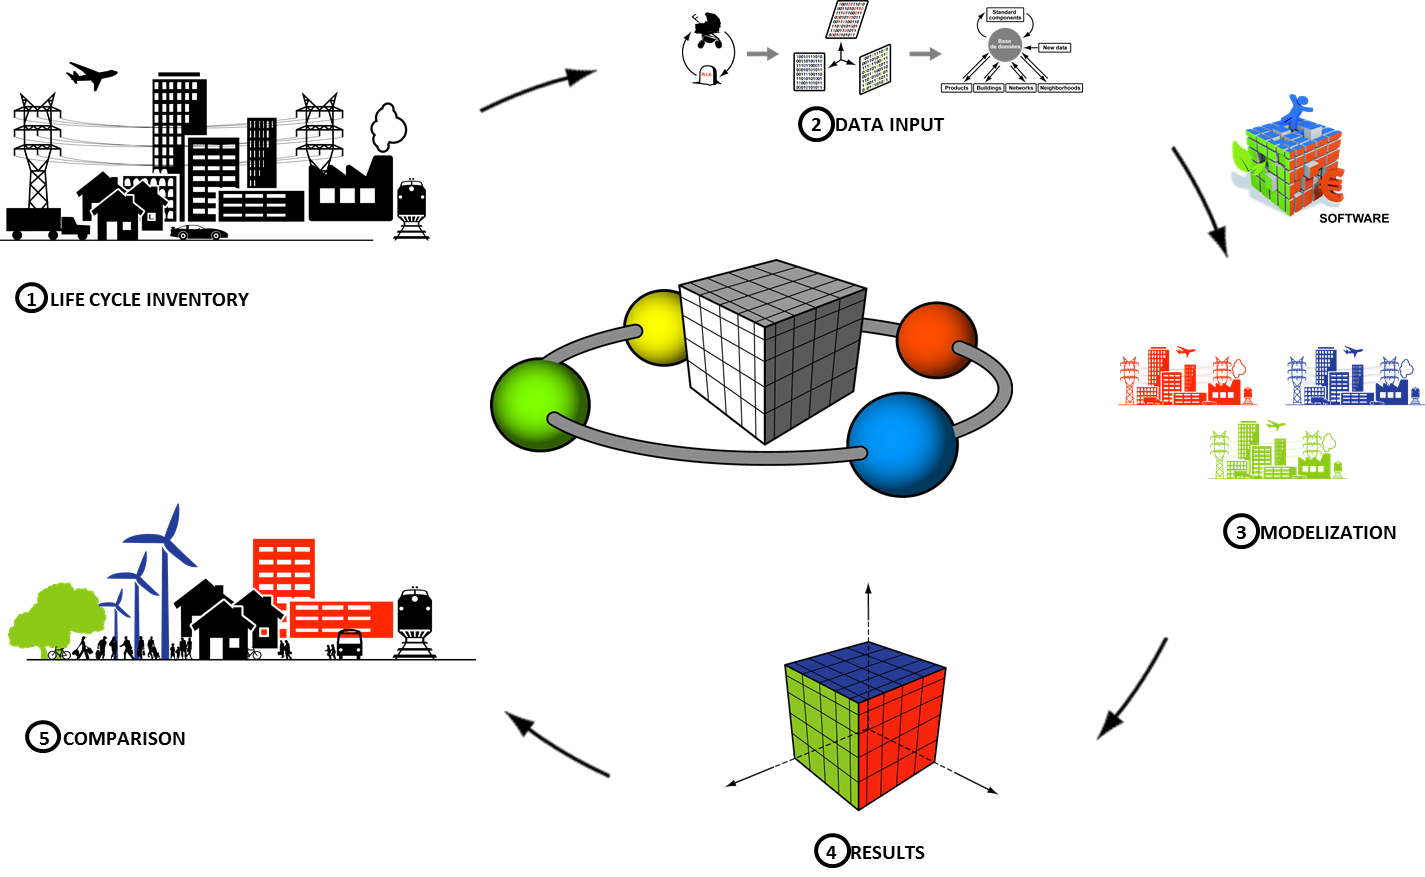 Standard
components
Base
de données
New data
Products
Buildings
Networks
Neighborhoods
R.I.P.
2 DATA INPUT
€
SOFTWARE
1 LIFE CYCLE INVENTORY
3 MODELIZATION
5 COMPARISON
4 RESULTS